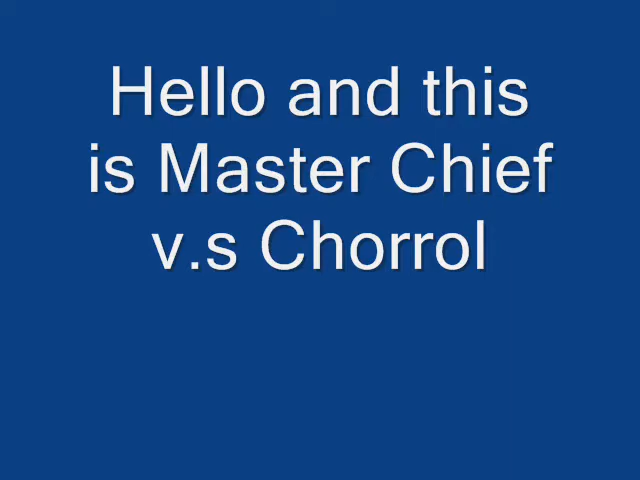 Hello and this
is Master Chief
v.s Chorrol